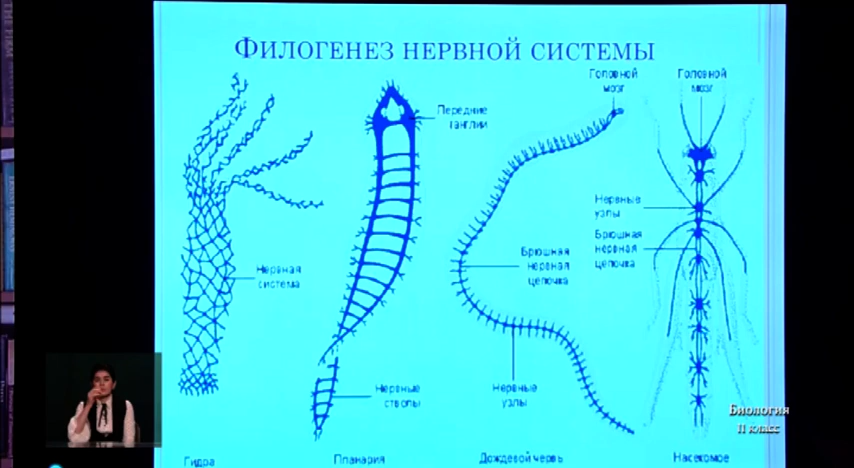 Филогенез нервной системы
Головной
мозг
Головной
мозг
Передние
ганглии
Нервные
узлы
Брюшная
нервная
цепочка
Брюшная
нервная
цепочка
Нервная
система
Нервные
стволы
Нервные
узлы
Биология
11 класс
Гидра
Планария
Дождевой червь
Насекомое